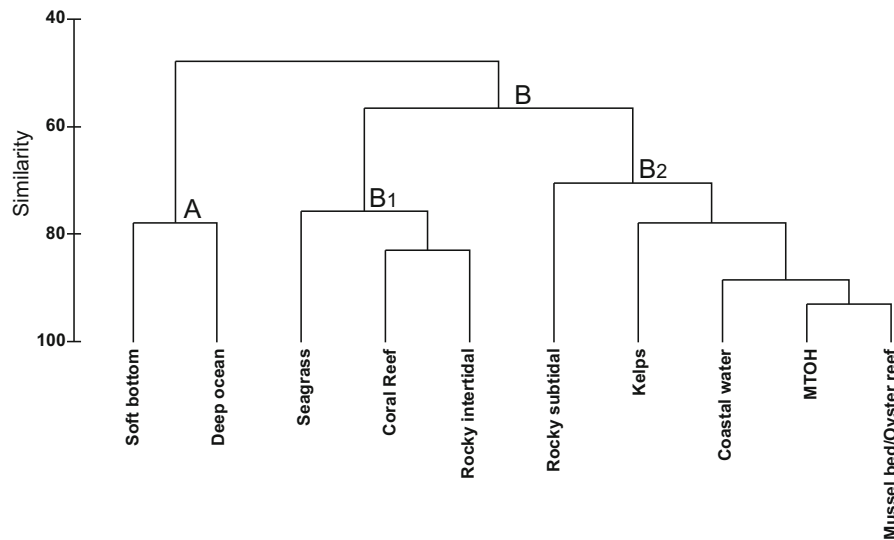 40
60
80
100
Similarity
A
B
B1
B2
Soft bottom
Deep ocean
Seagrass
Coral Reef
Rocky intertidal
Rocky subtidal
Kelps
Coastal water
MTOH
Mussel bed/Oyster reef